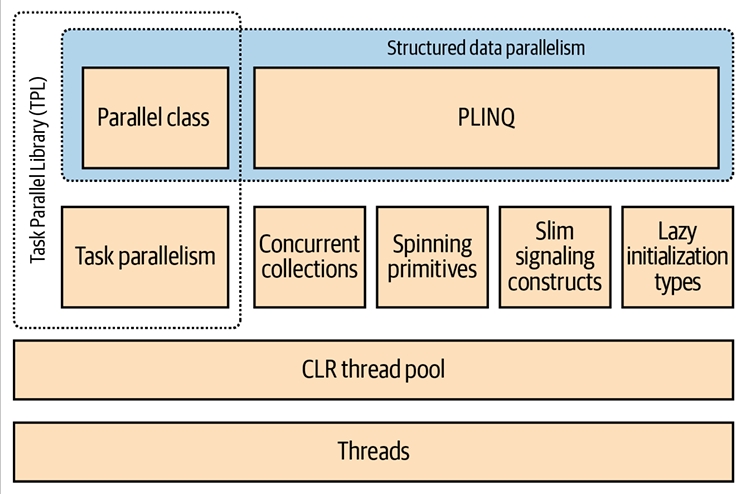 Structured data parallelism
Task Parallel Library (TPL)
Parallel class
PLINQ
Task parallelism
Concurrent
collections
Spinning
primitives
Slim
signaling
constructs
Lazy
initialization
types
CLR thread pool
Threads